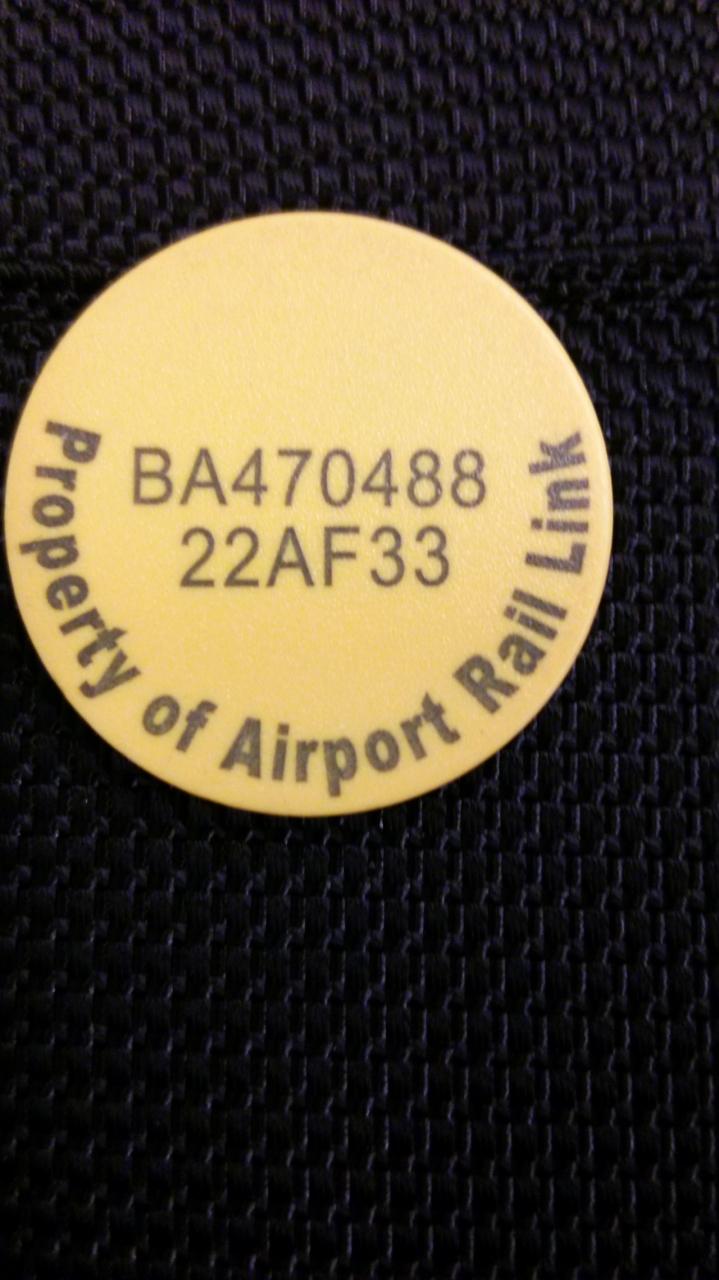 BA470488
22AF33
Property of Airport Rail Link